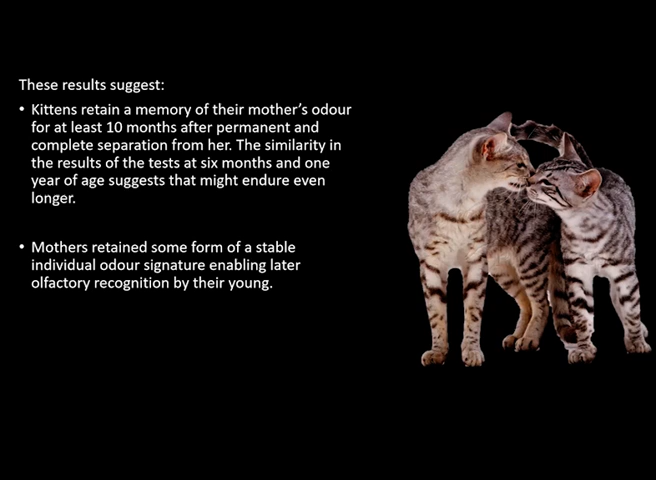 These results suggest:
• Kittens retain a memory of their mother's odour
for at least 10 months after permanent and
complete separation from her. The similarity in
the results of the tests at six months and one
year of age suggests that might endure even
longer.
• Mothers retained some form of a stable
individual odour signature enabling later
olfactory recognition by their young.